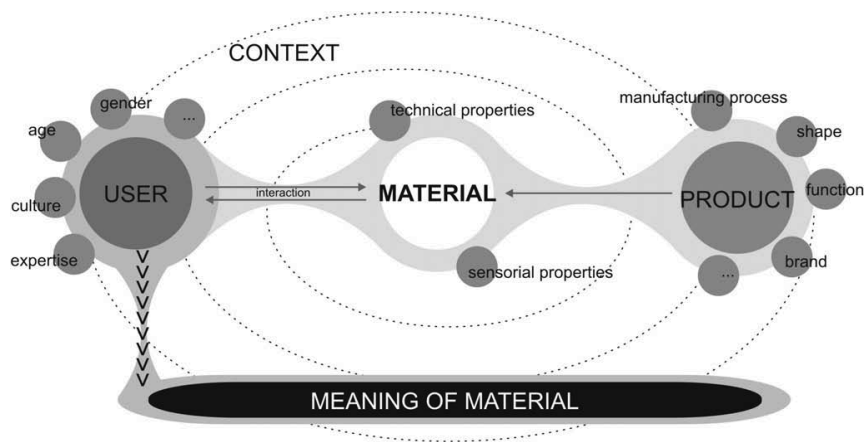 CONTEXT
gender
...
age
USER
culture
expertise
interaction
technical properties
MATERIAL
sensorial properties
manufacturing process
shape
function
PRODUCT
brand
...
MEANING OF MATERIAL